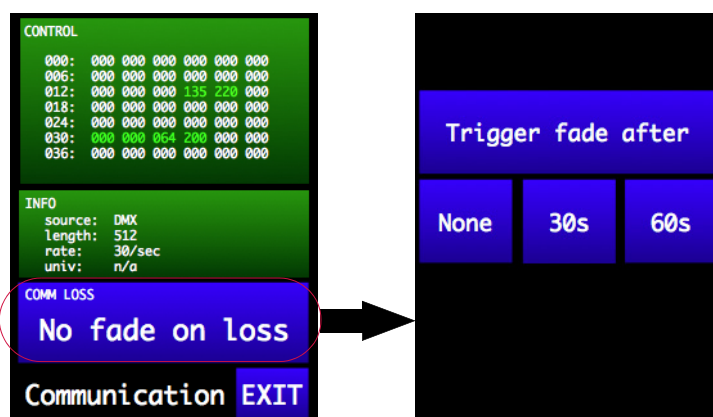 CONTROL
000: 000 000 000 000 000 000
006: 000 000 000 000 000 000
012: 000 000 000 135 220 000
018: 000 000 000 000 000 000
024: 000 000 000 000 000 000
030: 000 000 064 200 000 000
036: 000 000 000 000 000 000
INFO
source: DMX
length: 512
rate: 30/sec
univ: n/a
COMM LOSS
No fade on loss
Communication EXIT
Trigger fade after
None 30s 60s